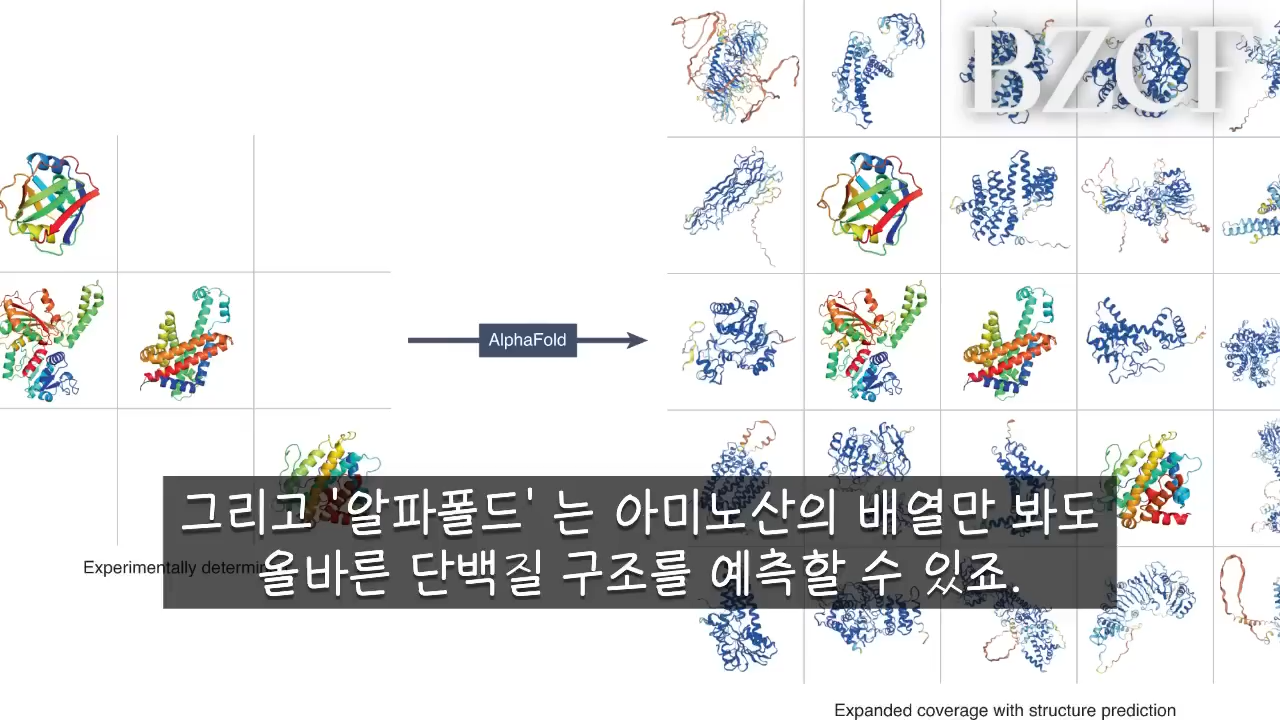 BZCF
AlphaFold
그리고 '알파폴드' 는 아미노산의 배열만 봐도
올바른 단백질 구조를 예측할 수 있죠.
Experimentally
Expanded coverage with structure prediction